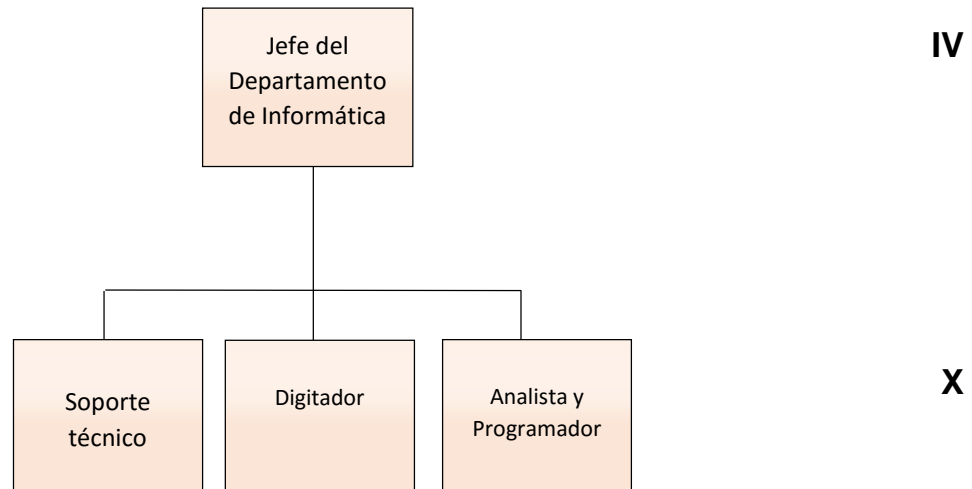 Jefe del
Departamento
de Informática
IV
Soporte
técnico
Digitador
Analista y
Programador
X